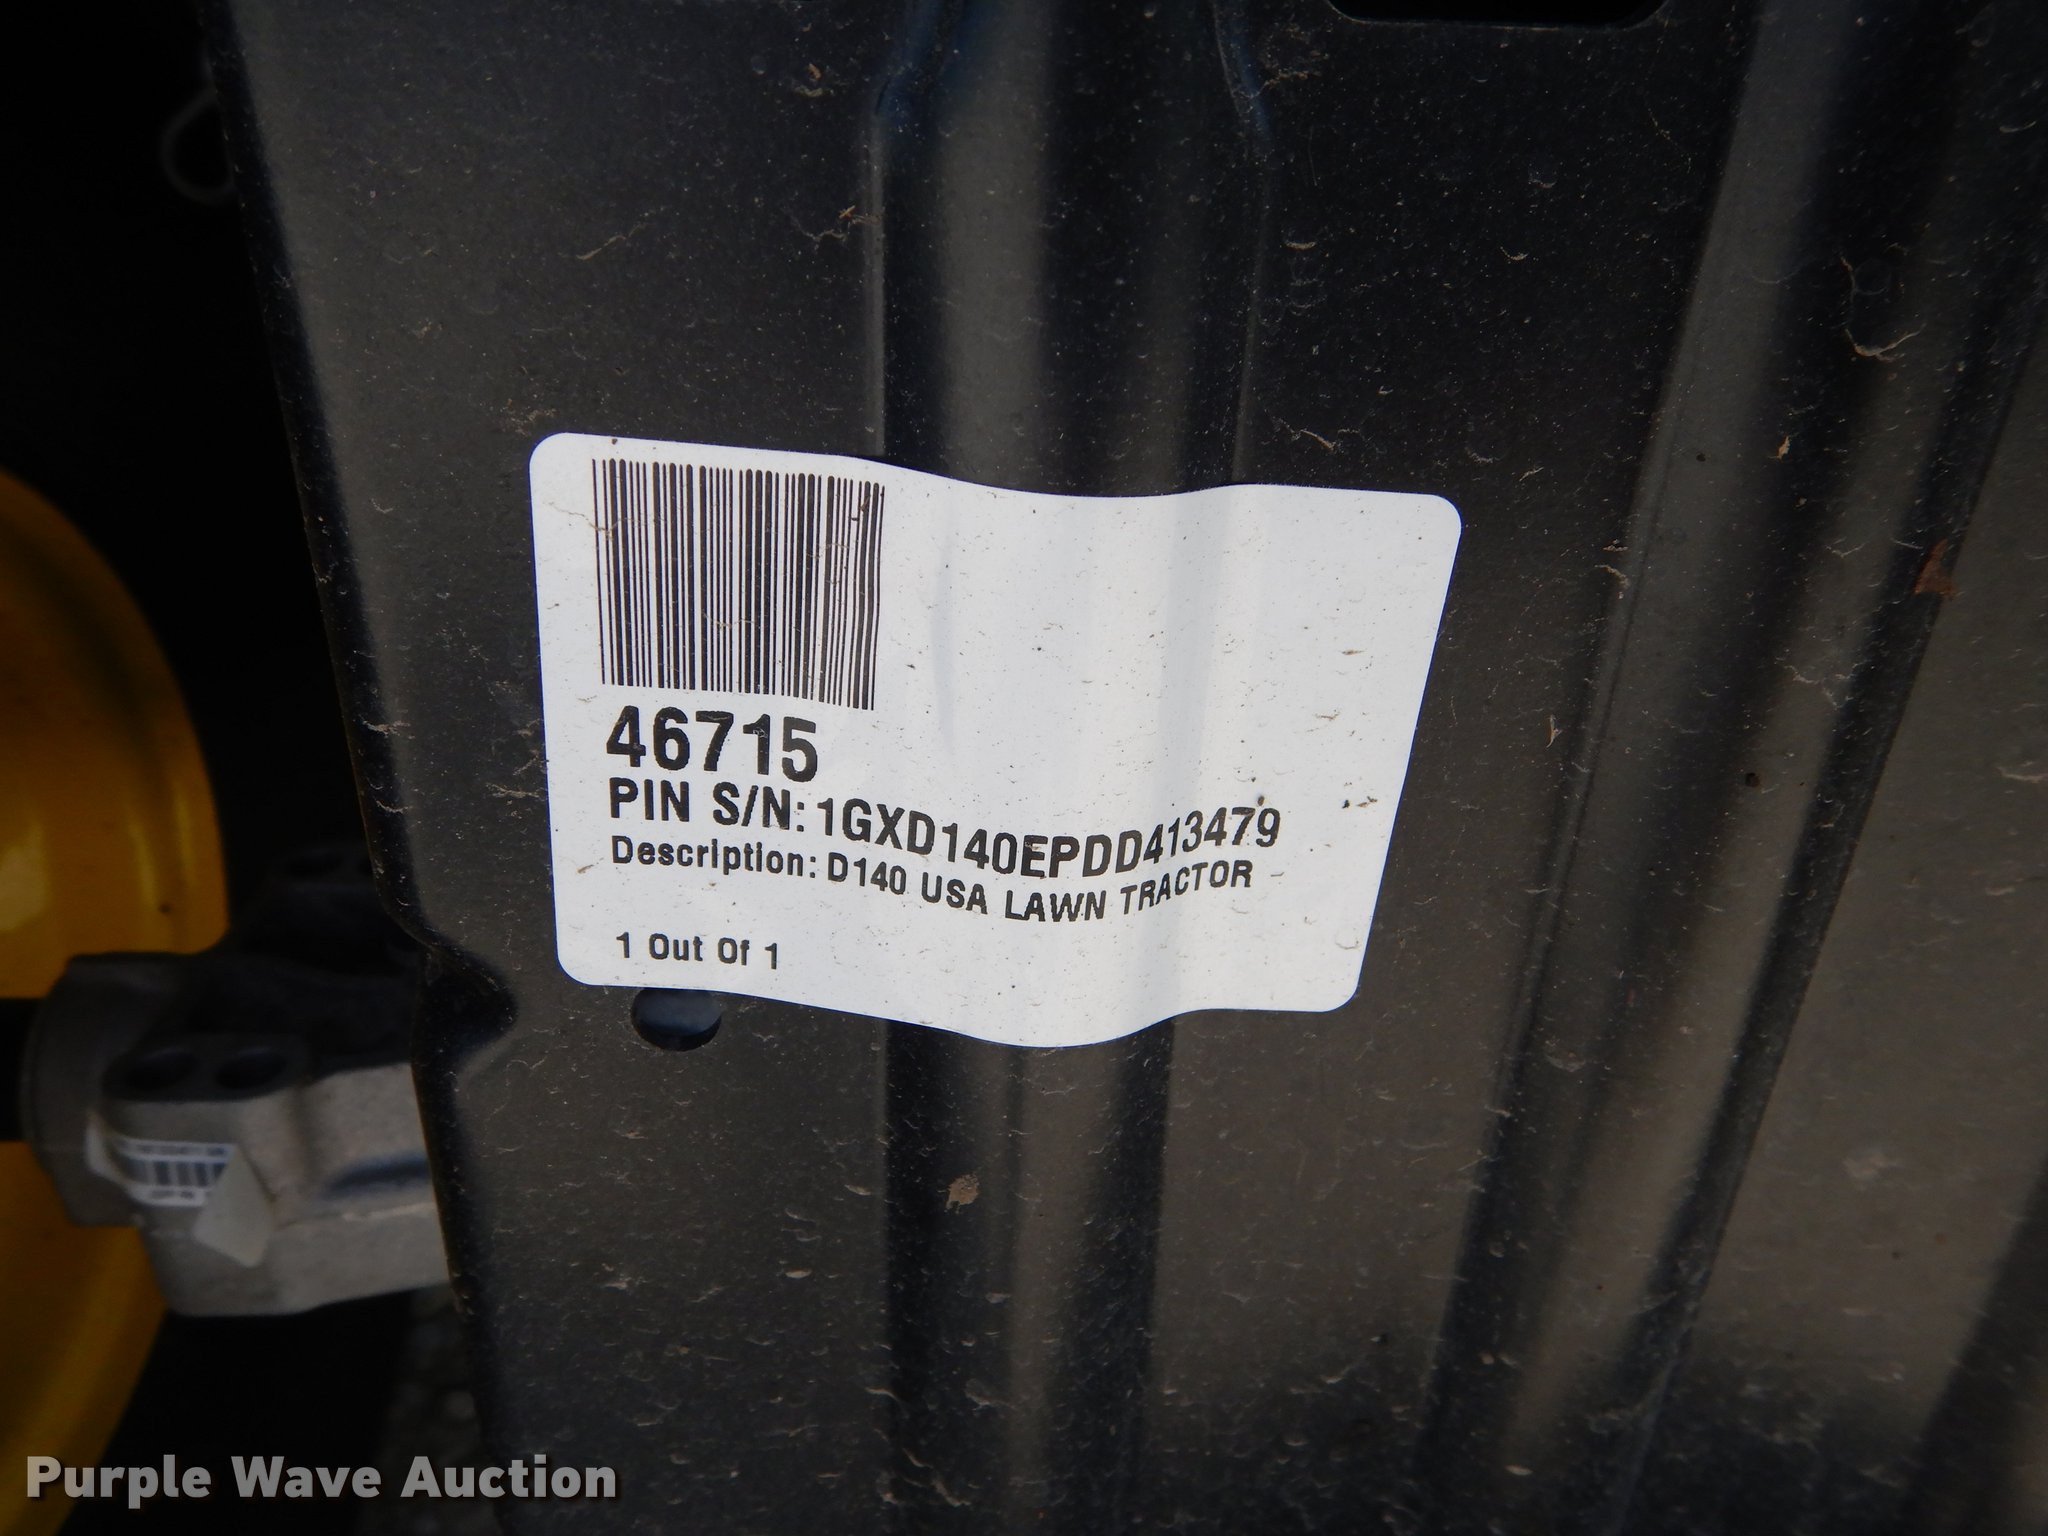 46715
PIN S/N: 1GXD140EPDD413479
Description: D140 USA LAWN TRACTOR
1 Out Of 1
Purple Wave Auction